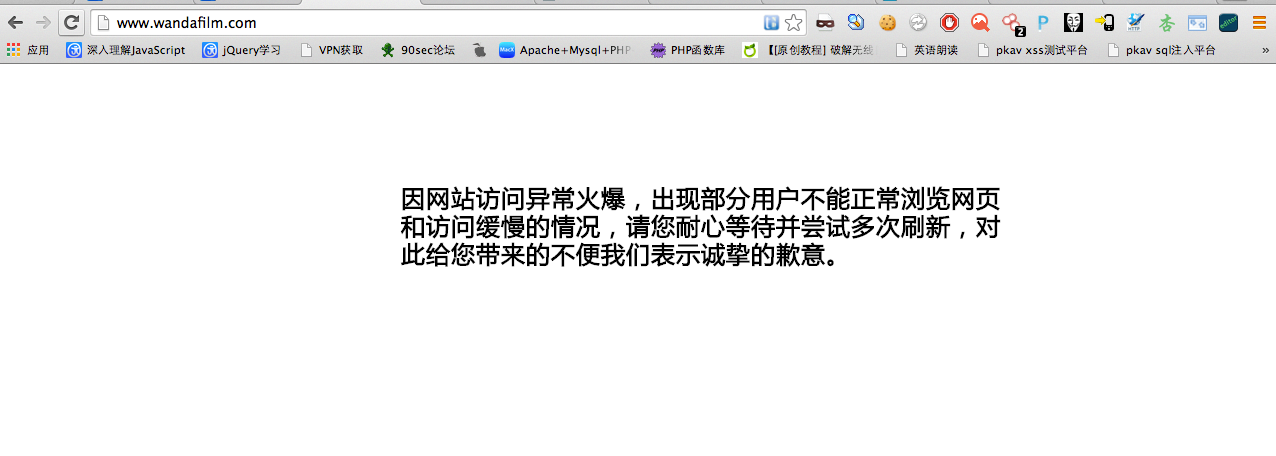 www.wandafilm.com
2
应用 深入理解JavaScript jQuery学习 VPN获取 90sec论坛 Apache+Mysql+PHP PHP函数库 【[原创教程] 破解无线 英语朗读 pkav xss测试平台 pkav sql注入平台 »
因网站访问异常火爆，出现部分用户不能正常浏览网页
和访问缓慢的情况，请您耐心等待并尝试多次刷新，对
此给您带来的不便我们表示诚挚的歉意。